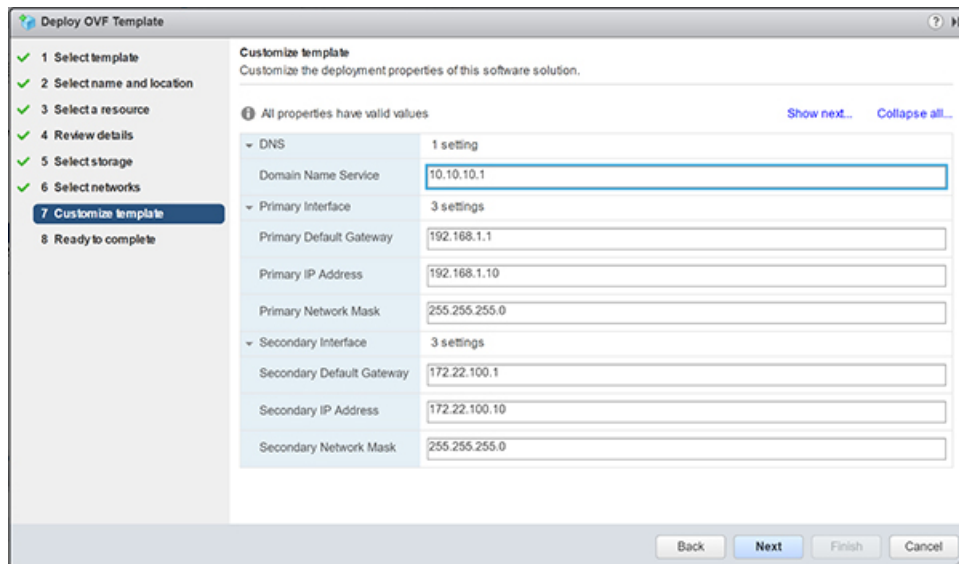 Deploy OVF Template
?
1 Select template
2 Select name and location
3 Select a resource
4 Review details
5 Select storage
6 Select networks
7 Customize template
8 Ready to complete
Customize template
Customize the deployment properties of this software solution.
All properties have valid values Show next... Collapse all...
DNS 1 setting
Domain Name Service 10.10.10.1
Primary Interface 3 settings
Primary Default Gateway 192.168.1.1
Primary IP Address 192.168.1.10
Primary Network Mask 255.255.255.0
Secondary Interface 3 settings
Secondary Default Gateway 172.22.100.1
Secondary IP Address 172.22.100.10
Secondary Network Mask 255.255.255.0
Back Next Finish Cancel